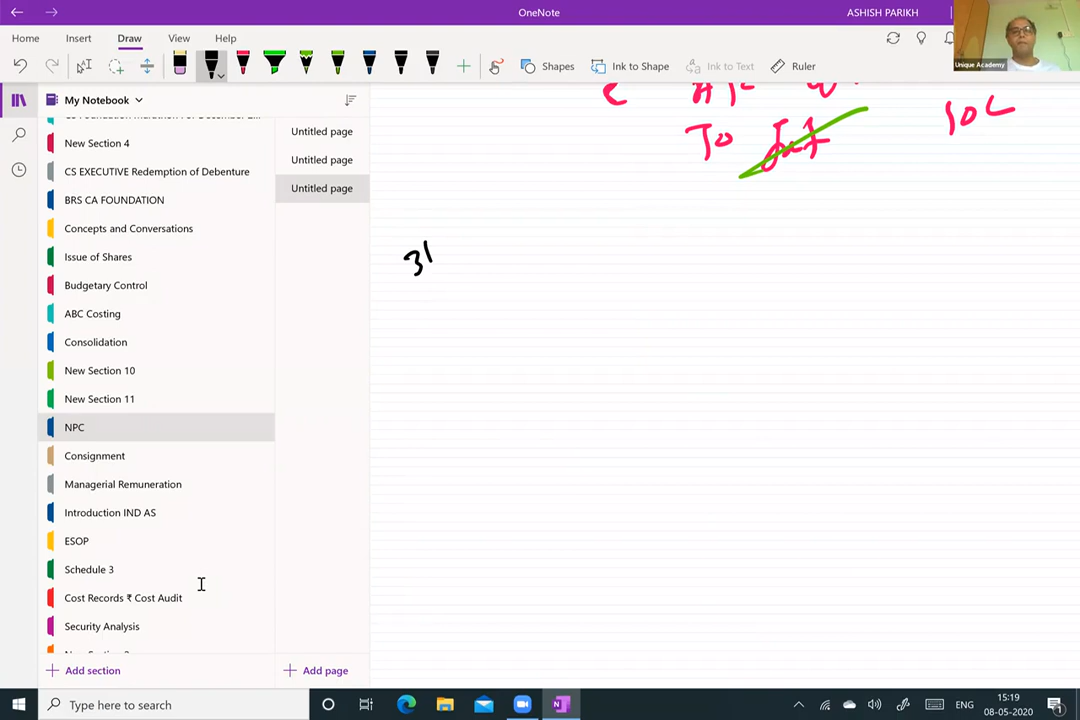 OneNote
ASHISH PARIKH
Home
Insert
Draw
View
Help
Unique Academy
Shapes
Ink to Shape
Ink to Text
Ruler
My Notebook
New Section 4
CS EXECUTIVE Redemption of Debenture
BRS CA FOUNDATION
Concepts and Conversations
Issue of Shares
Budgetary Control
ABC Costing
Consolidation
New Section 10
New Section 11
NPC
Consignment
Managerial Remuneration
Introduction IND AS
ESOP
Schedule 3
Cost Records ₹ Cost Audit
Security Analysis
Add section
Untitled page
Untitled page
Untitled page
Add page
To
10L
31
Type here to search
ENG
15:19
08-05-2020